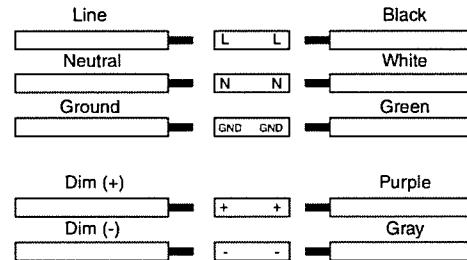 Line Black
L L
Neutral White
N N
Ground Green
GND GND
Dim (+) Purple
+ +
Dim (-) Gray
- -